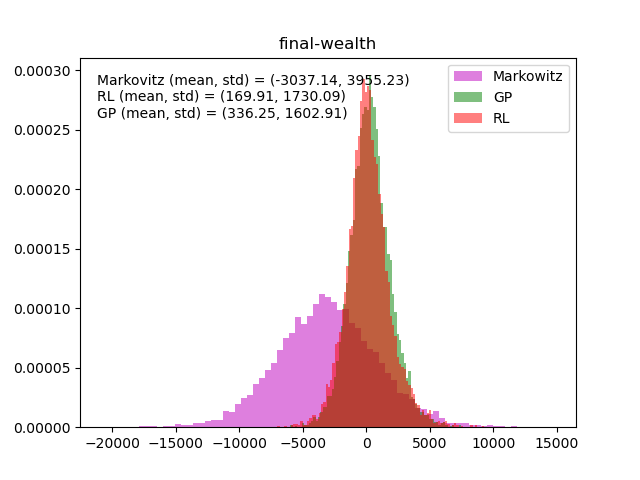 final-wealth
Markovitz (mean, std) = (-3037.14, 3955.23)
RL (mean, std) = (169.91, 1730.09)
GP (mean, std) = (336.25, 1602.91)
Markowitz
GP
RL
0.00030
0.00025
0.00020
0.00015
0.00010
0.00005
0.00000
−20000 −15000 −10000 −5000 0 5000 10000 15000